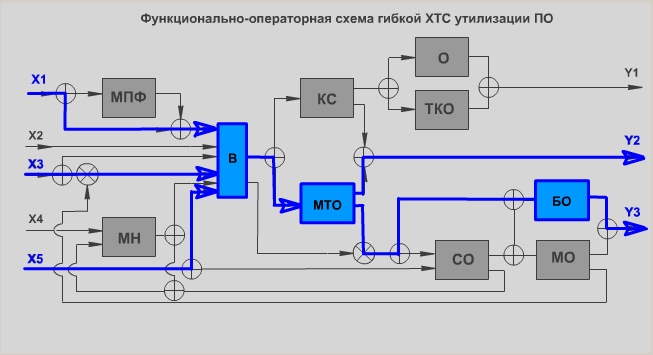 Функционально-операторная схема гибкой ХТС утилизации ПО
X1
МПФ
X2
X3
X4
МН
X5
В
КС
О
ТКО
МТО
СО
БО
МО
Y1
Y2
Y3